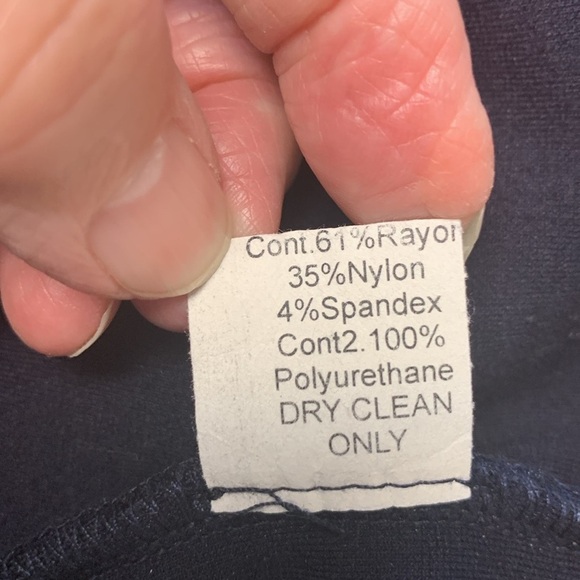 Cont.61%Rayon
35%Nylon
4%Spandex
Cont2.100%
Polyurethane
DRY CLEAN
ONLY